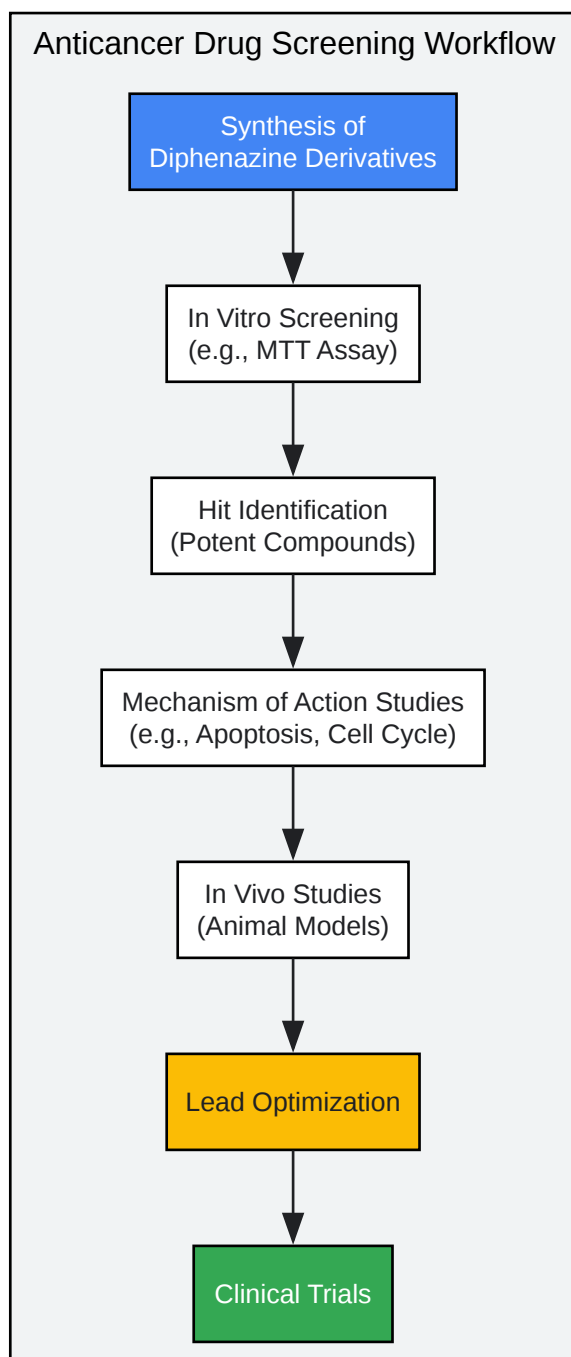 Anticancer Drug Screening Workflow
Synthesis of
Diphenazine Derivatives
In Vitro Screening
(e.g., MTT Assay)
Hit Identification
(Potent Compounds)
Mechanism of Action Studies
(e.g., Apoptosis, Cell Cycle)
In Vivo Studies
(Animal Models)
Lead Optimization
Clinical Trials